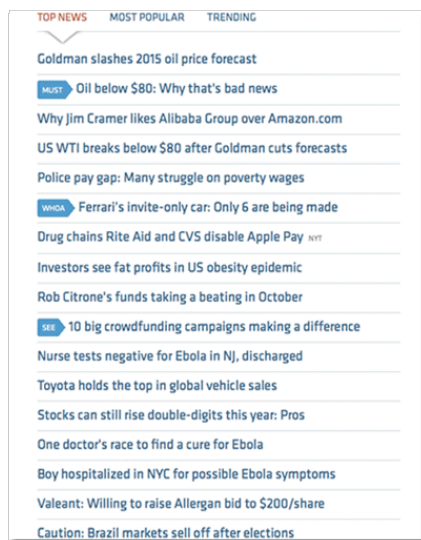 TOP NEWS MOST POPULAR TRENDING
Goldman slashes 2015 oil price forecast
MUST Oil below $80: Why that's bad news
Why Jim Cramer likes Alibaba Group over Amazon.com
US WTI breaks below $80 after Goldman cuts forecasts
Police pay gap: Many struggle on poverty wages
WHOA Ferrari's invite-only car: Only 6 are being made
Drug chains Rite Aid and CVS disable Apple Pay NYT
Investors see fat profits in US obesity epidemic
Rob Citrone's funds taking a beating in October
SEE 10 big crowdfunding campaigns making a difference
Nurse tests negative for Ebola in NJ, discharged
Toyota holds the top in global vehicle sales
Stocks can still rise double-digits this year: Pros
One doctor's race to find a cure for Ebola
Boy hospitalized in NYC for possible Ebola symptoms
Valeant: Willing to raise Allergan bid to $200/share
Caution: Brazil markets sell off after elections